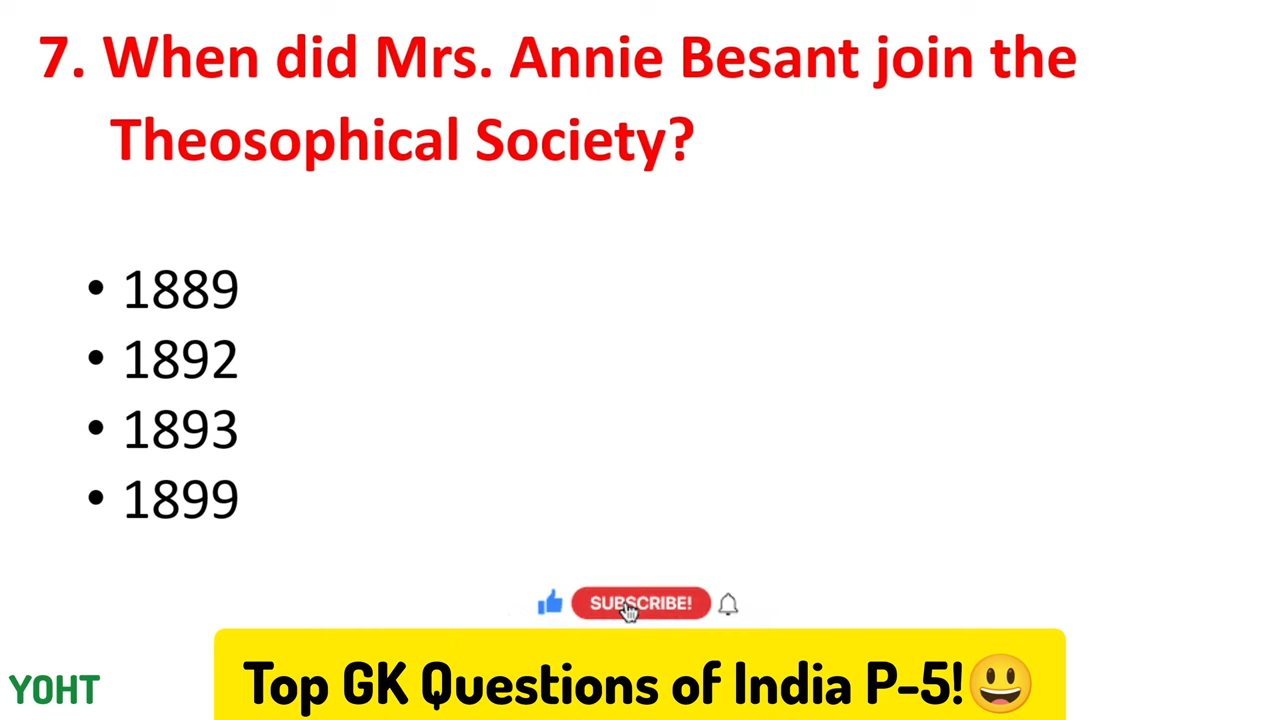 7. When did Mrs. Annie Besant join the
Theosophical Society?
• 1889
• 1892
• 1893
• 1899
SUBSCRIBE!
Top GK Questions of India P-5!😃
YOHT